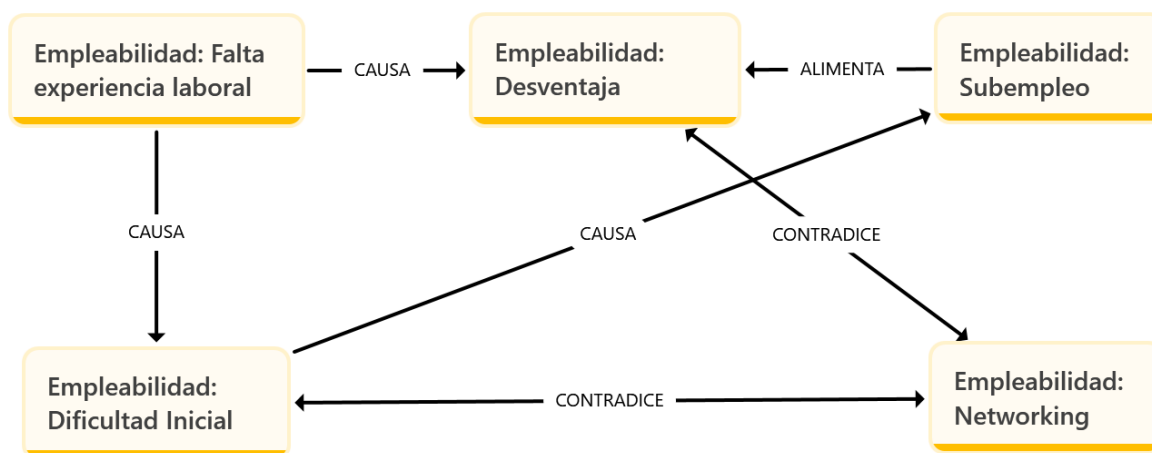 Empleabilidad: Falta
experiencia laboral
CAUSA
Empleabilidad:
Desventaja
ALIMENTA
Empleabilidad:
Subempleo
CAUSA
CAUSA
CONTRADICE
Empleabilidad:
Dificultad Inicial
CONTRADICE
Empleabilidad:
Networking